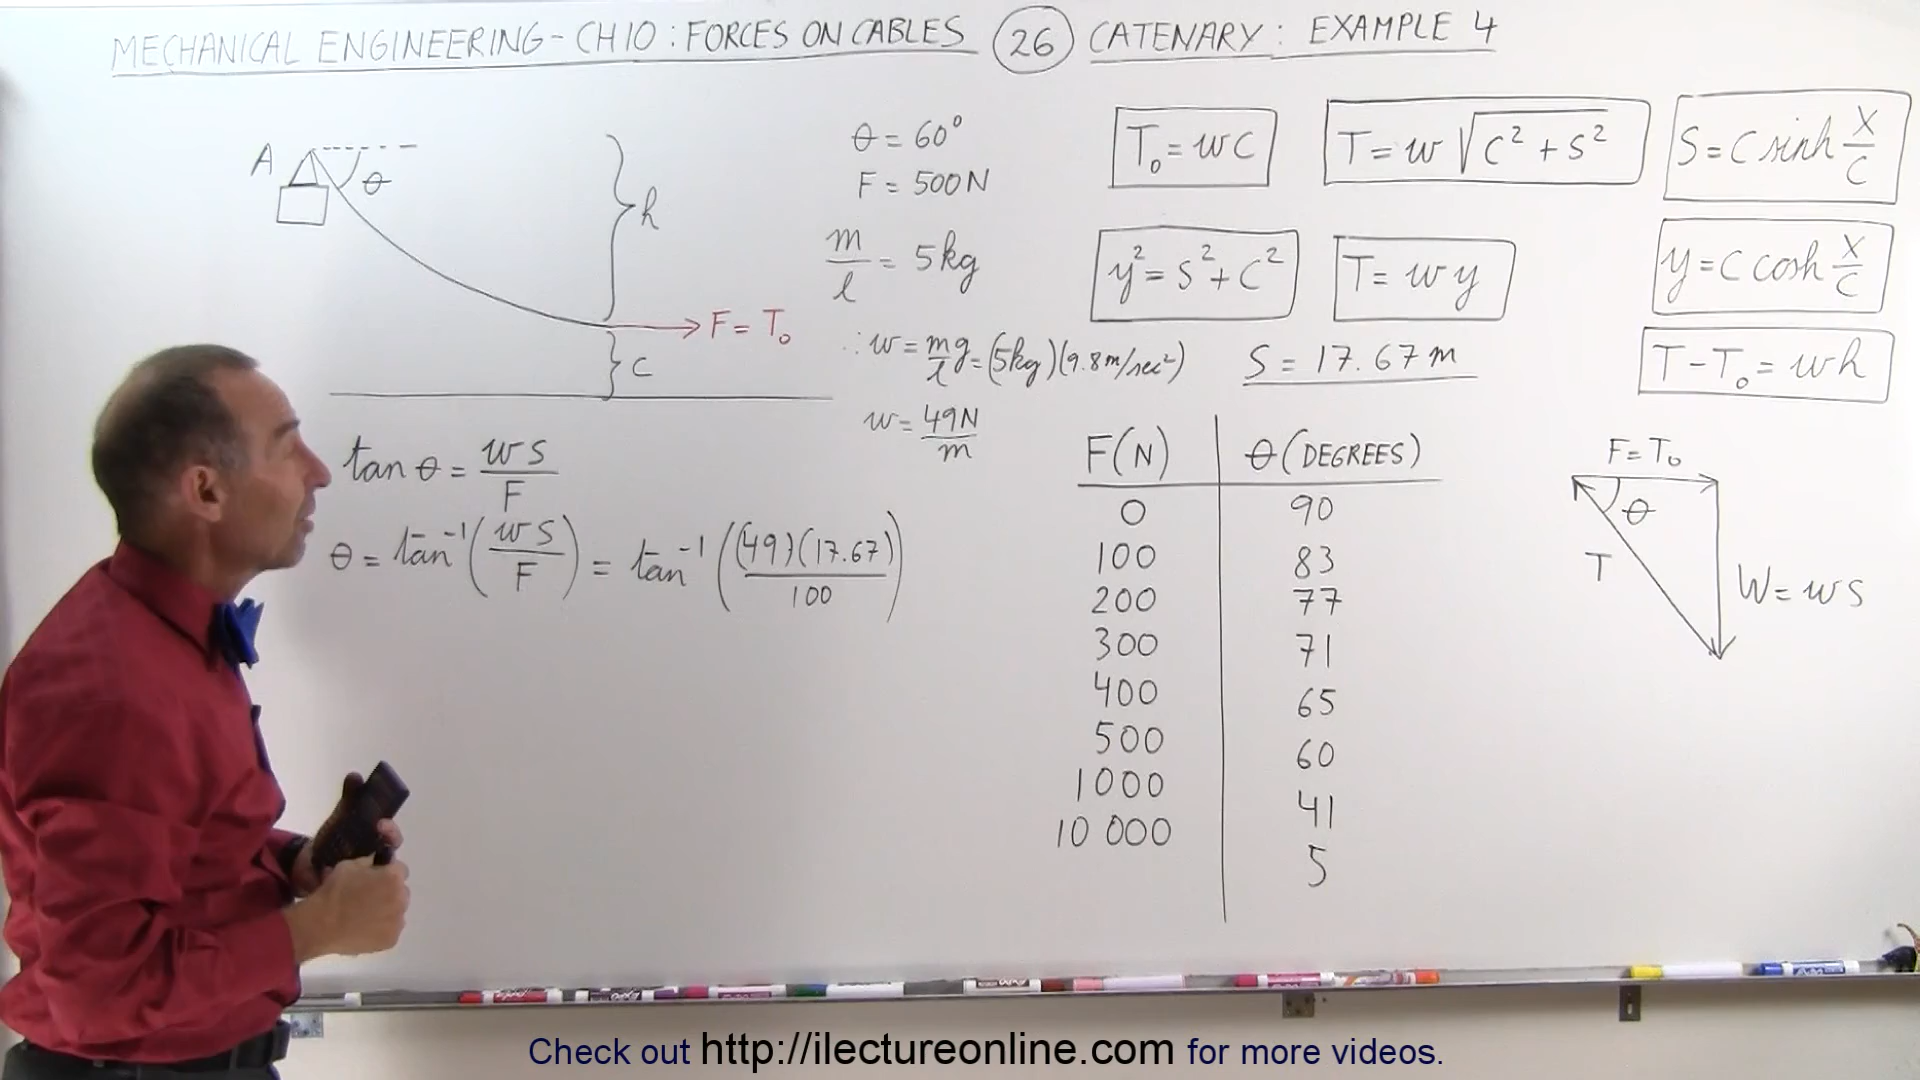 MECHANICAL ENGINEERING - CH 10 : FORCES ON CABLES 26 CATENARY : EXAMPLE 4
A
θ
h
F = T₀
c
θ = 60°
F = 500N
m/l = 5kg
∴ w = m/l g = (5kg)(9.8m/sec²)
w = 49N/m
T₀ = wc
T = w √(c² + s²)
S = c sinh x/c
y² = s² + c²
T = wy
y = c cosh x/c
S = 17.67m
T - T₀ = wh
tan θ = ws/F
θ = tan⁻¹(ws/F) = tan⁻¹((49)(17.67)/100)
F(N) θ(DEGREES)
0 90
100 83
200 77
300 71
400 65
500 60
1000 41
10 000 5
F = T₀
θ
T
W = ws
Check out http://ilectureonline.com for more videos.